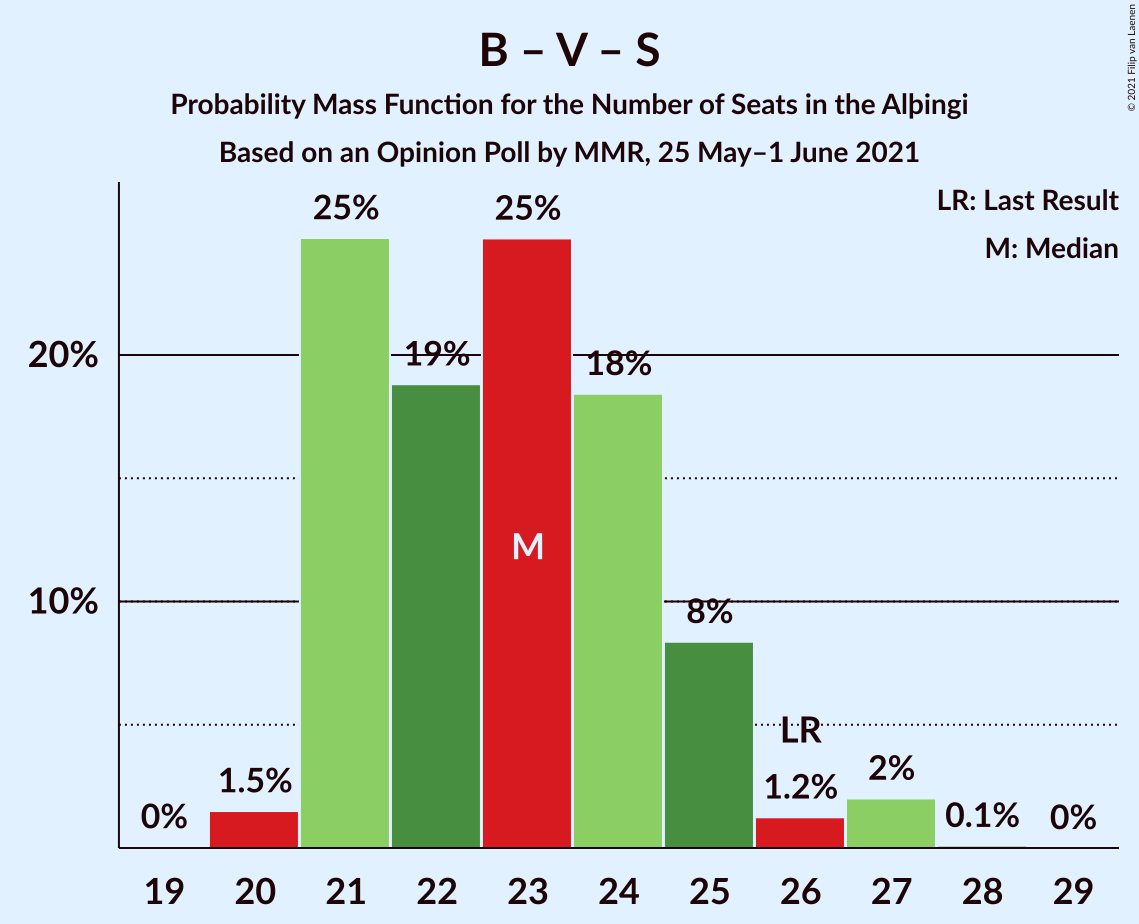 B – V – S
Probability Mass Function for the Number of Seats in the Alþingi
Based on an Opinion Poll by MMR, 25 May–1 June 2021
© 2021 Filip van Laenen
LR: Last Result
M: Median
20%
10%
0%
1.5%
25%
19%
25%
M
18%
8%
LR
1.2%
2%
0.1%
0%
19 20 21 22 23 24 25 26 27 28 29